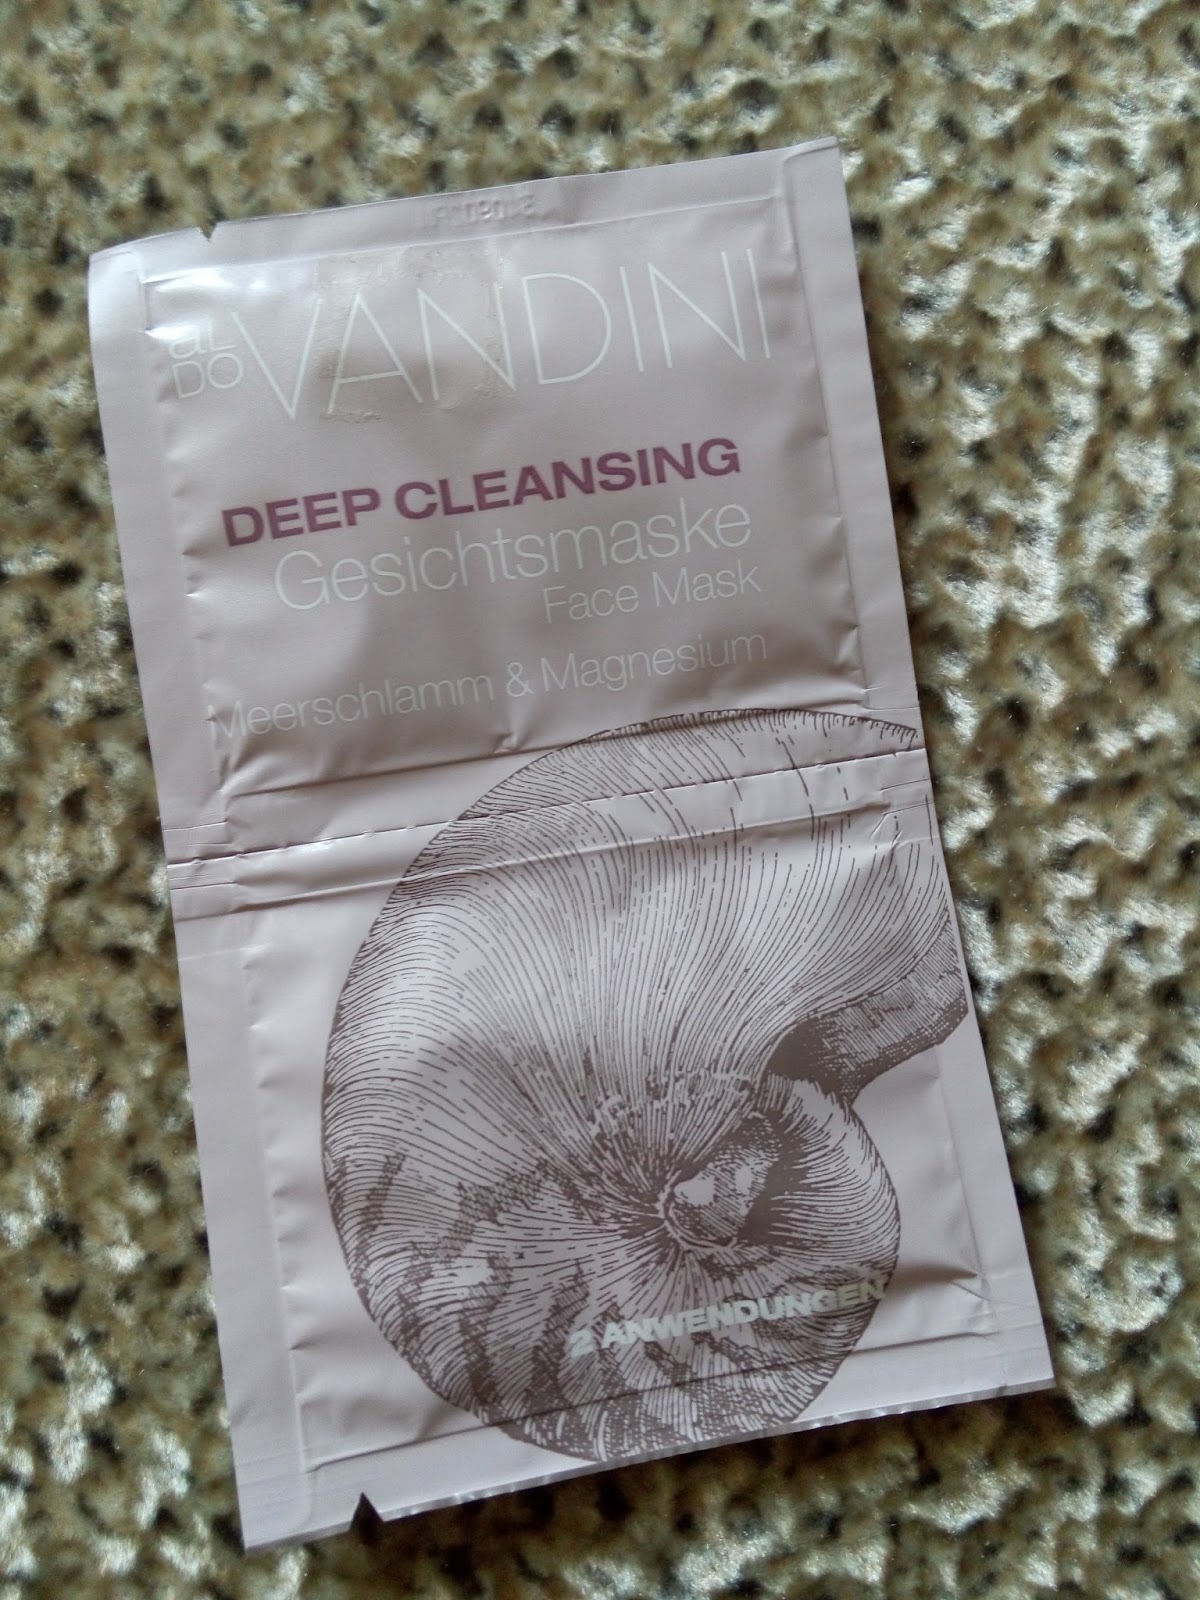 aL
DO
VANDINI
DEEP CLEANSING
Gesichtsmaske
Face Mask
Meerschlamm & Magnesium
2 ANWENDUNGEN